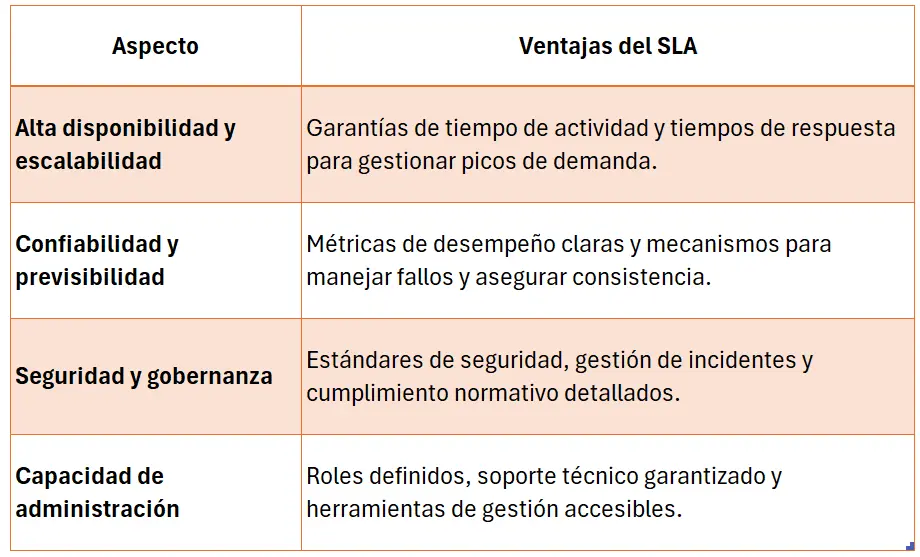 Aspecto
Ventajas del SLA
Alta disponibilidad y
escalabilidad
Garantías de tiempo de actividad y tiempos de respuesta
para gestionar picos de demanda.
Confiabilidad y
previsibilidad
Métricas de desempeño claras y mecanismos para
manejar fallos y asegurar consistencia.
Seguridad y gobernanza
Estándares de seguridad, gestión de incidentes y
cumplimiento normativo detallados.
Capacidad de
administración
Roles definidos, soporte técnico garantizado y
herramientas de gestión accesibles.